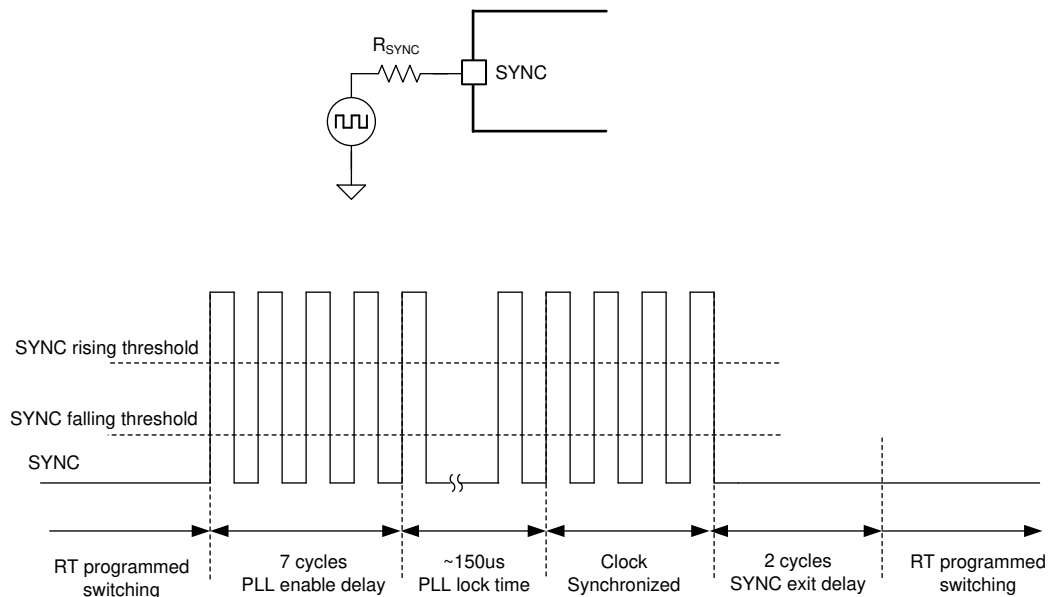 RSYNC
SYNC
SYNC rising threshold
SYNC falling threshold
SYNC
RT programmed
switching
7 cycles
PLL enable delay
~150us
PLL lock time
Clock
Synchronized
2 cycles
SYNC exit delay
RT programmed
switching